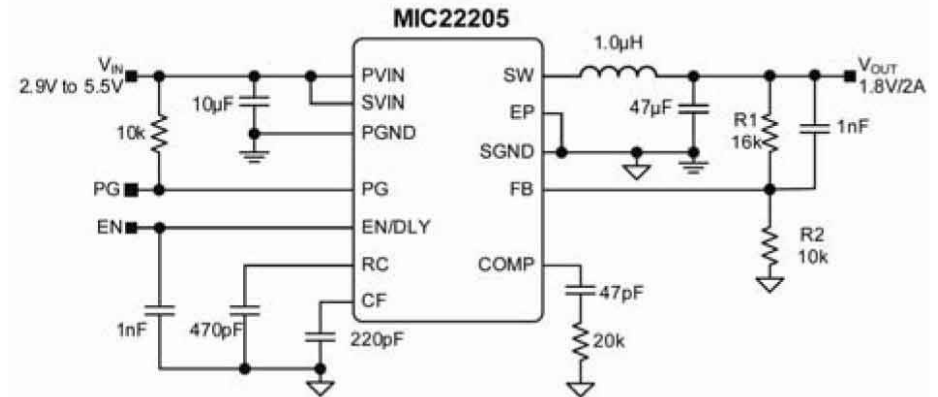 MIC22205
V_IN
2.9V to 5.5V
10k
10µF
PG
EN
1nF
470pF
220pF
PVIN
SVIN
PGND
PG
EN/DLY
RC
CF
SW
EP
SGND
FB
COMP
1.0µH
47µF
V_OUT
1.8V/2A
R1
16k
1nF
R2
10k
47pF
20k